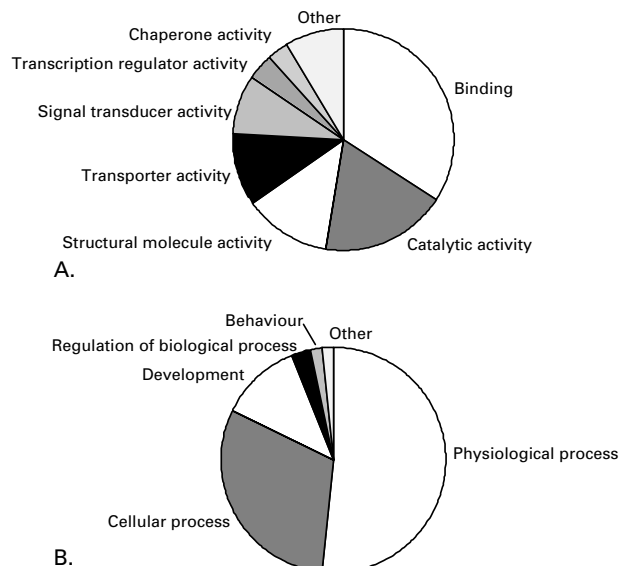 Other
Chaperone activity
Transcription regulator activity
Binding
Signal transducer activity
Transporter activity
Structural molecule activity
Catalytic activity
A.
Behaviour
Other
Regulation of biological process
Development
Physiological process
Cellular process
B.